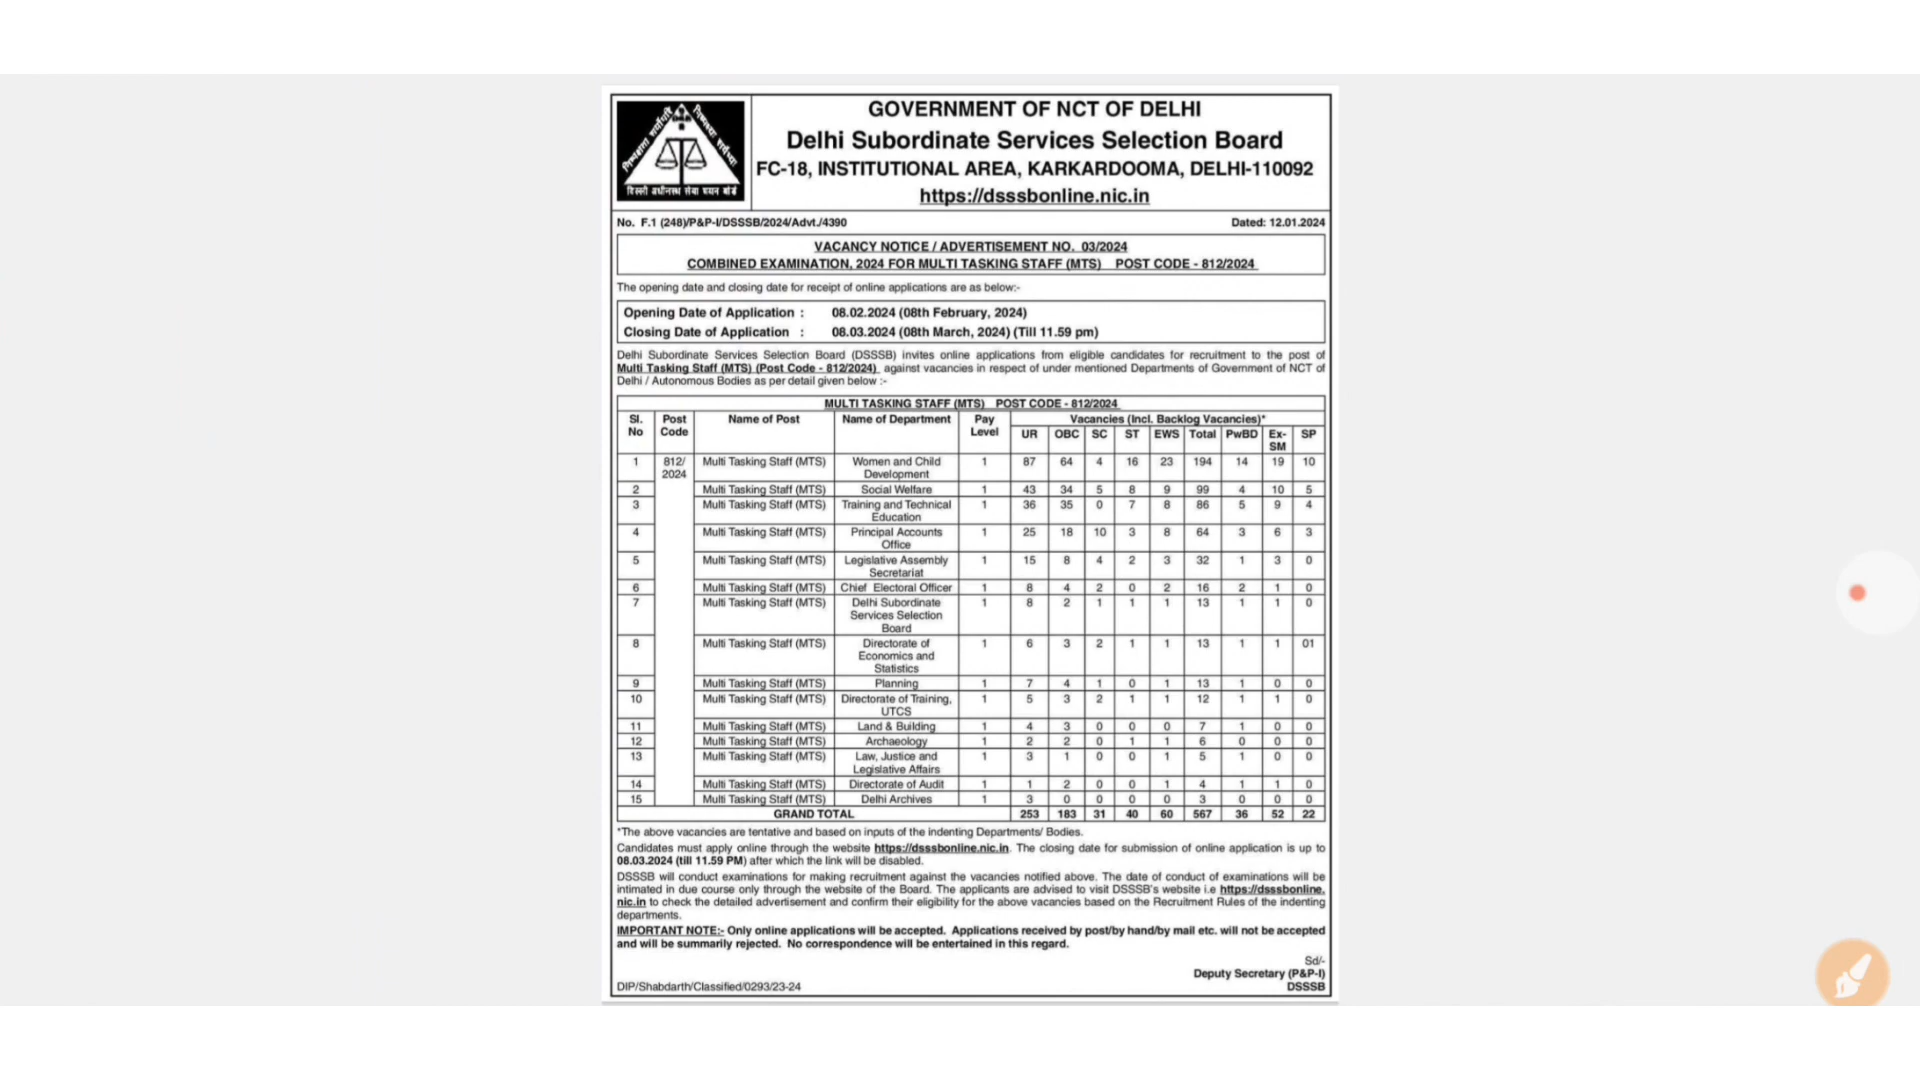 GOVERNMENT OF NCT OF DELHI
Delhi Subordinate Services Selection Board
FC-18, INSTITUTIONAL AREA, KARKARDOOMA, DELHI-110092
https://dsssbonline.nic.in
दिल्ली अधीनस्थ सेवा चयन बोर्ड
No. F.1 (248)/P&P-I/DSSSB/2024/Advt./4390 Dated: 12.01.2024
VACANCY NOTICE / ADVERTISEMENT NO. 03/2024
COMBINED EXAMINATION, 2024 FOR MULTI TASKING STAFF (MTS) POST CODE - 812/2024
The opening date and closing date for receipt of online applications are as below:-
Opening Date of Application : 08.02.2024 (08th February, 2024)
Closing Date of Application : 08.03.2024 (08th March, 2024) (Till 11.59 pm)
Delhi Subordinate Services Selection Board (DSSSB) invites online applications from eligible candidates for recruitment to the post of
Multi Tasking Staff (MTS) (Post Code - 812/2024) against vacancies in respect of under mentioned Departments of Government of NCT of
Delhi / Autonomous Bodies as per detail given below :-
MULTI TASKING STAFF (MTS) POST CODE - 812/2024
Sl. No Post Code Name of Post Name of Department Pay Level Vacancies (Incl. Backlog Vacancies)*
UR OBC SC ST EWS Total PwBD Ex-SM SP
1 812/2024 Multi Tasking Staff (MTS) Women and Child Development 1 87 64 4 16 23 194 14 19 10
2 Multi Tasking Staff (MTS) Social Welfare 1 43 34 5 8 9 99 4 10 5
3 Multi Tasking Staff (MTS) Training and Technical Education 1 36 35 0 7 8 86 5 9 4
4 Multi Tasking Staff (MTS) Principal Accounts Office 1 25 18 10 3 8 64 3 6 3
5 Multi Tasking Staff (MTS) Legislative Assembly Secretariat 1 15 8 4 2 3 32 1 3 0
6 Multi Tasking Staff (MTS) Chief Electoral Officer 1 8 4 2 0 2 16 2 1 0
7 Multi Tasking Staff (MTS) Delhi Subordinate Services Selection Board 1 8 2 1 1 1 13 1 1 0
8 Multi Tasking Staff (MTS) Directorate of Economics and Statistics 1 6 3 2 1 1 13 1 1 01
9 Multi Tasking Staff (MTS) Planning 1 7 4 1 0 1 13 1 0 0
10 Multi Tasking Staff (MTS) Directorate of Training, UTCS 1 5 3 2 1 1 12 1 1 0
11 Multi Tasking Staff (MTS) Land & Building 1 4 3 0 0 0 7 1 0 0
12 Multi Tasking Staff (MTS) Archaeology 1 2 2 0 1 1 6 0 0 0
13 Multi Tasking Staff (MTS) Law, Justice and Legislative Affairs 1 3 1 0 0 1 5 1 0 0
14 Multi Tasking Staff (MTS) Directorate of Audit 1 1 2 0 0 1 4 1 1 0
15 Multi Tasking Staff (MTS) Delhi Archives 1 3 0 0 0 0 3 0 0 0
GRAND TOTAL 253 183 31 40 60 567 36 52 22
*The above vacancies are tentative and based on inputs of the indenting Departments/ Bodies.
Candidates must apply online through the website https://dsssbonline.nic.in. The closing date for submission of online application is up to
08.03.2024 (till 11.59 PM) after which the link will be disabled.
DSSSB will conduct examinations for making recruitment against the vacancies notified above. The date of conduct of examinations will be
intimated in due course only through the website of the Board. The applicants are advised to visit DSSSB's website i.e https://dsssbonline.
nic.in to check the detailed advertisement and confirm their eligibility for the above vacancies based on the Recruitment Rules of the indenting
departments.
IMPORTANT NOTE:- Only online applications will be accepted. Applications received by post/by hand/by mail etc. will not be accepted
and will be summarily rejected. No correspondence will be entertained in this regard.
Sd/-
Deputy Secretary (P&P-I)
DIP/Shabdarth/Classified/0293/23-24 DSSSB